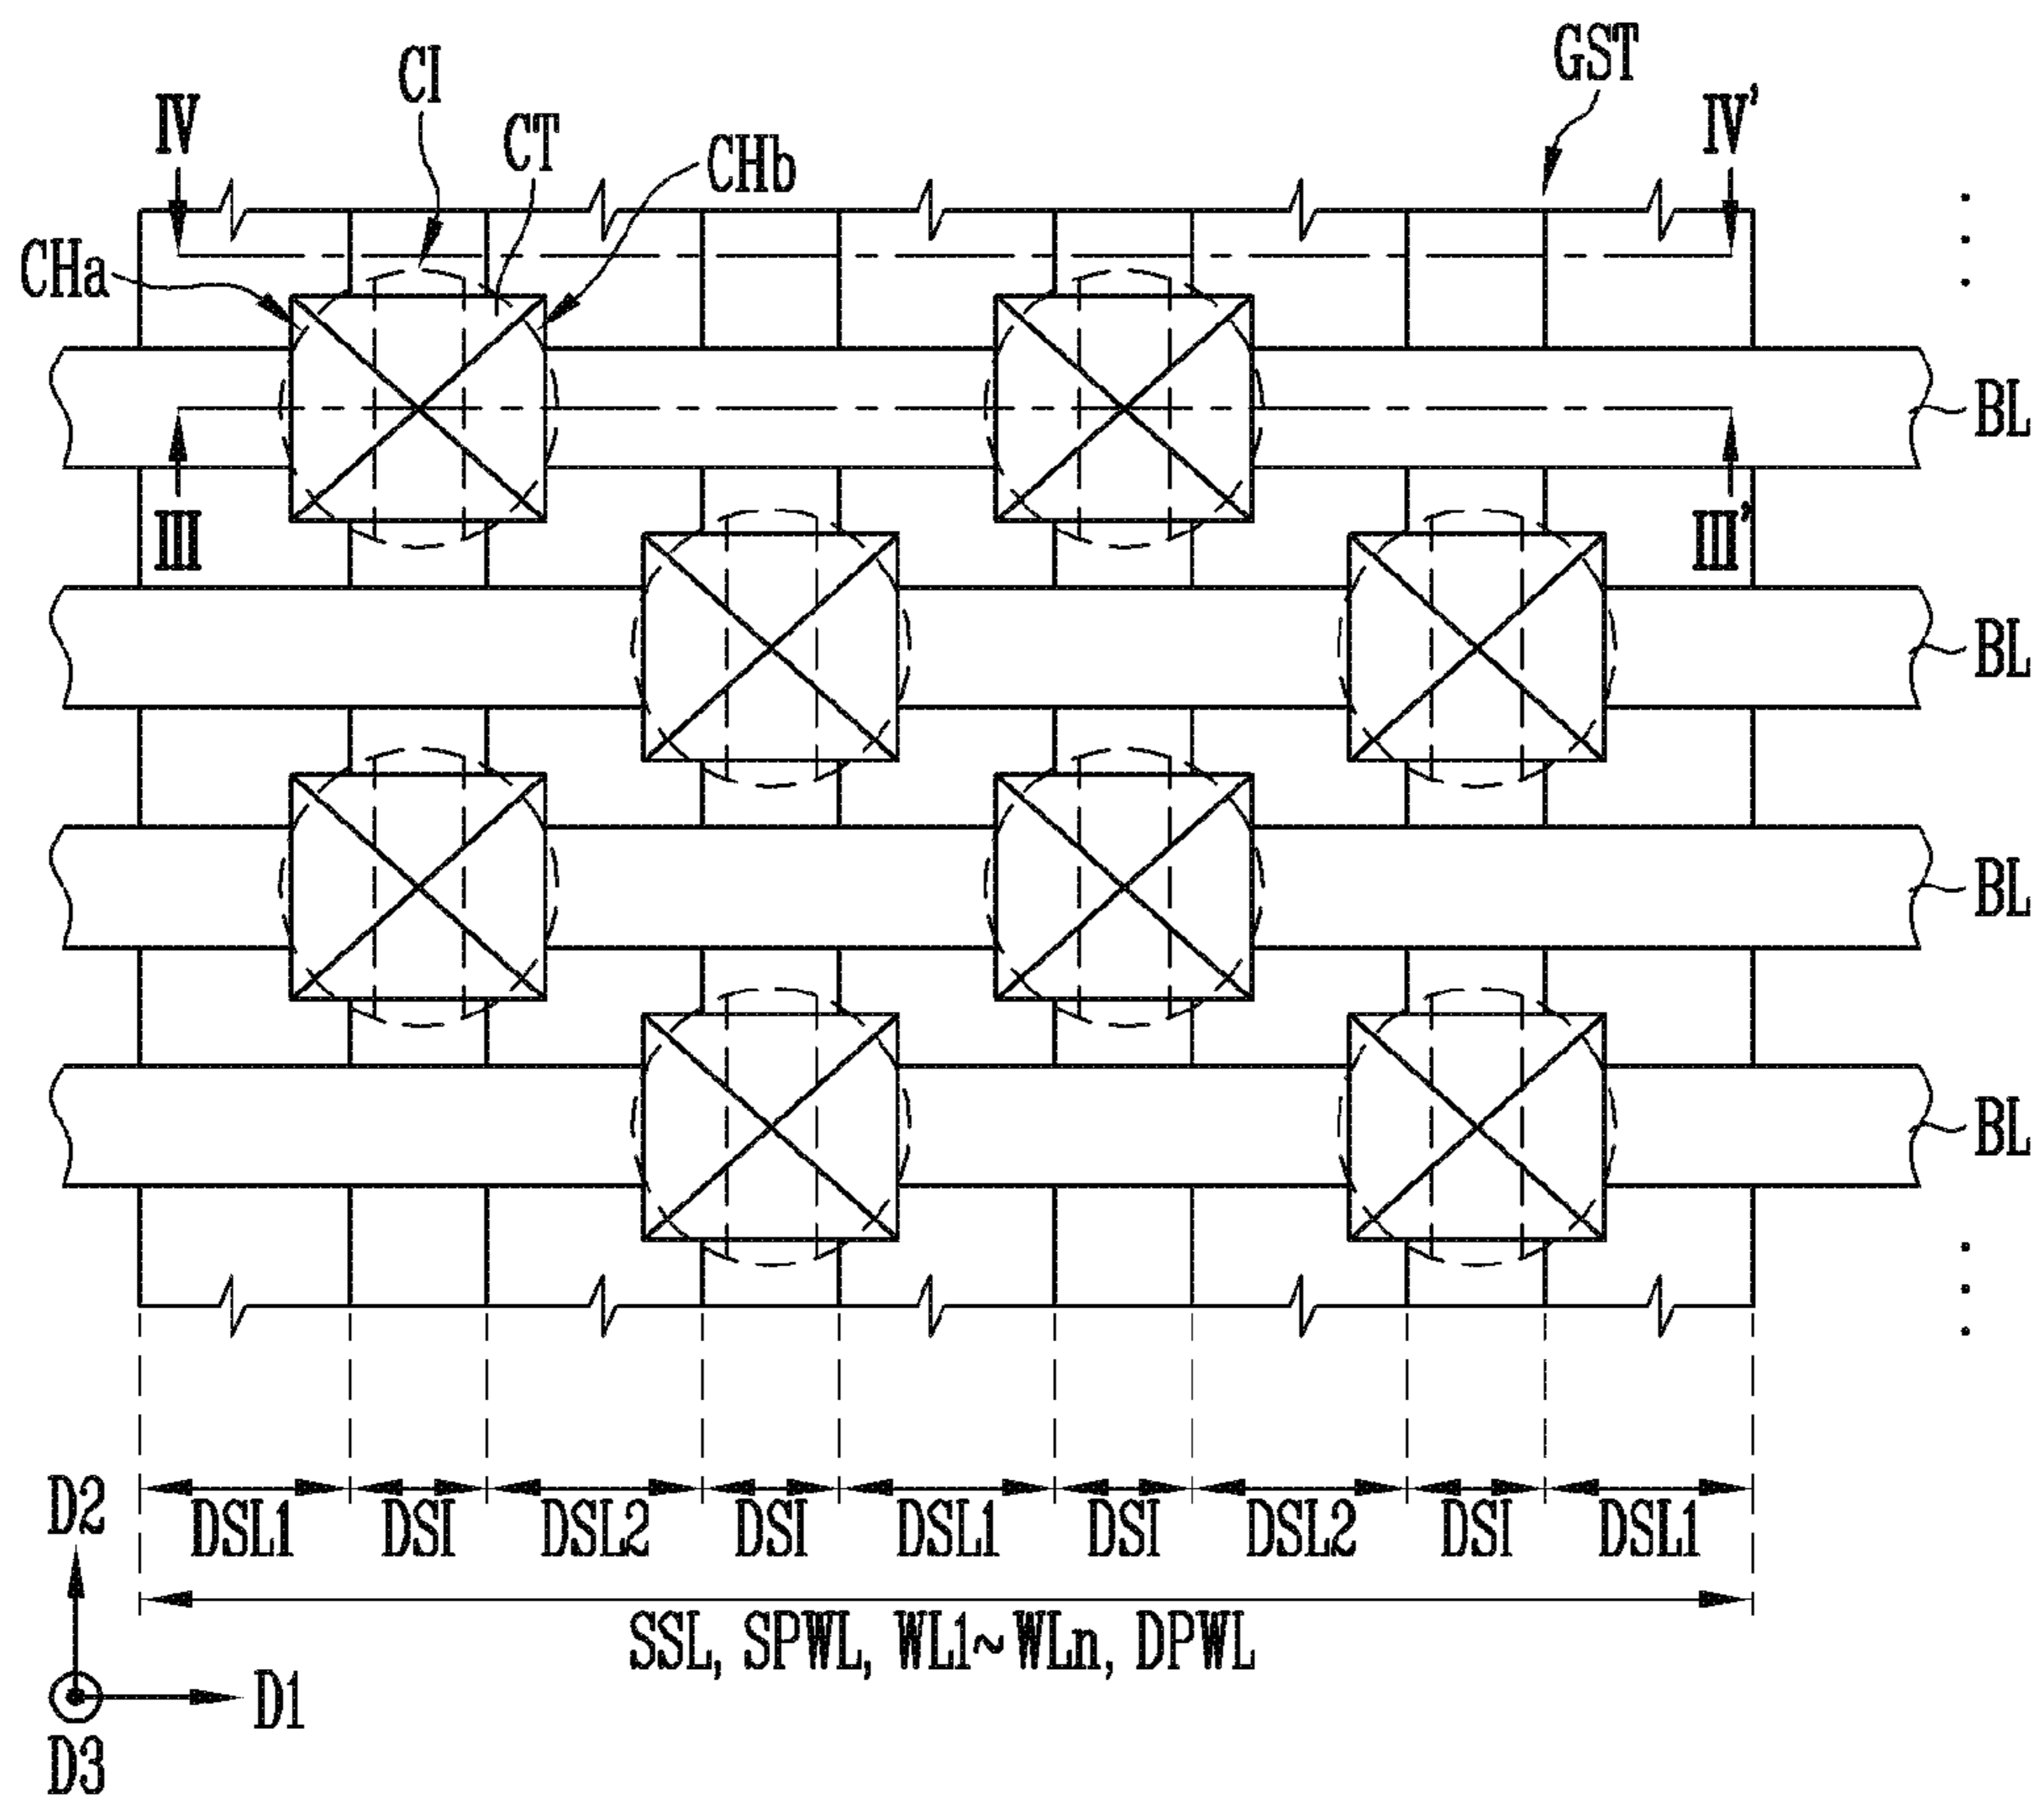 GST
CI
IV
IV'
CT
CHb
CHa
BL
III
III'
BL
BL
BL
D2
DSL1 DSI DSL2 DSI DSL1 DSI DSL2 DSI DSL1
SSL, SPWL, WL1~WLn, DPWL
D1
D3